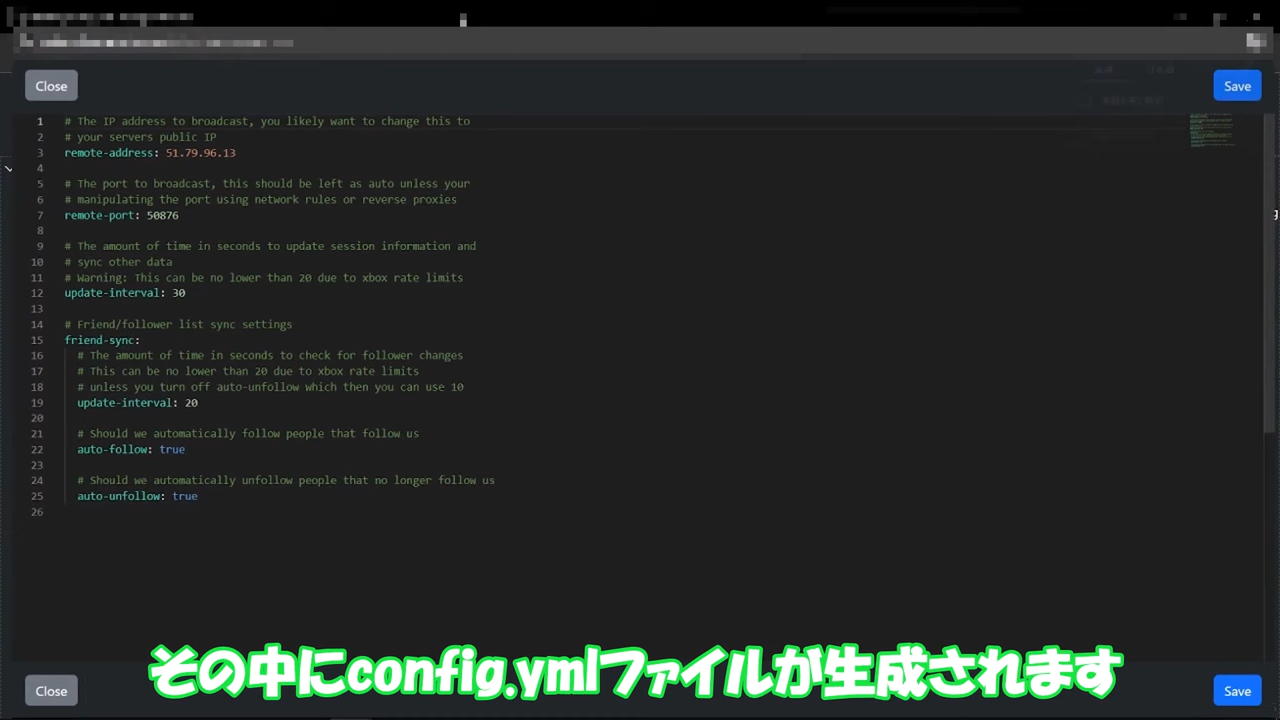 Close
Save
1 # The IP address to broadcast, you likely want to change this to
2 # your servers public IP
3 remote-address: 51.79.96.13
4
5 # The port to broadcast, this should be left as auto unless your
6 # manipulating the port using network rules or reverse proxies
7 remote-port: 50876
8
9 # The amount of time in seconds to update session information and
10 # sync other data
11 # Warning: This can be no lower than 20 due to xbox rate limits
12 update-interval: 30
13
14 # Friend/follower list sync settings
15 friend-sync:
16 # The amount of time in seconds to check for follower changes
17 # This can be no lower than 20 due to xbox rate limits
18 # unless you turn off auto-unfollow which then you can use 10
19 update-interval: 20
20
21 # Should we automatically follow people that follow us
22 auto-follow: true
23
24 # Should we automatically unfollow people that no longer follow us
25 auto-unfollow: true
26
その中にconfig.ymlファイルが生成されます
Close
Save